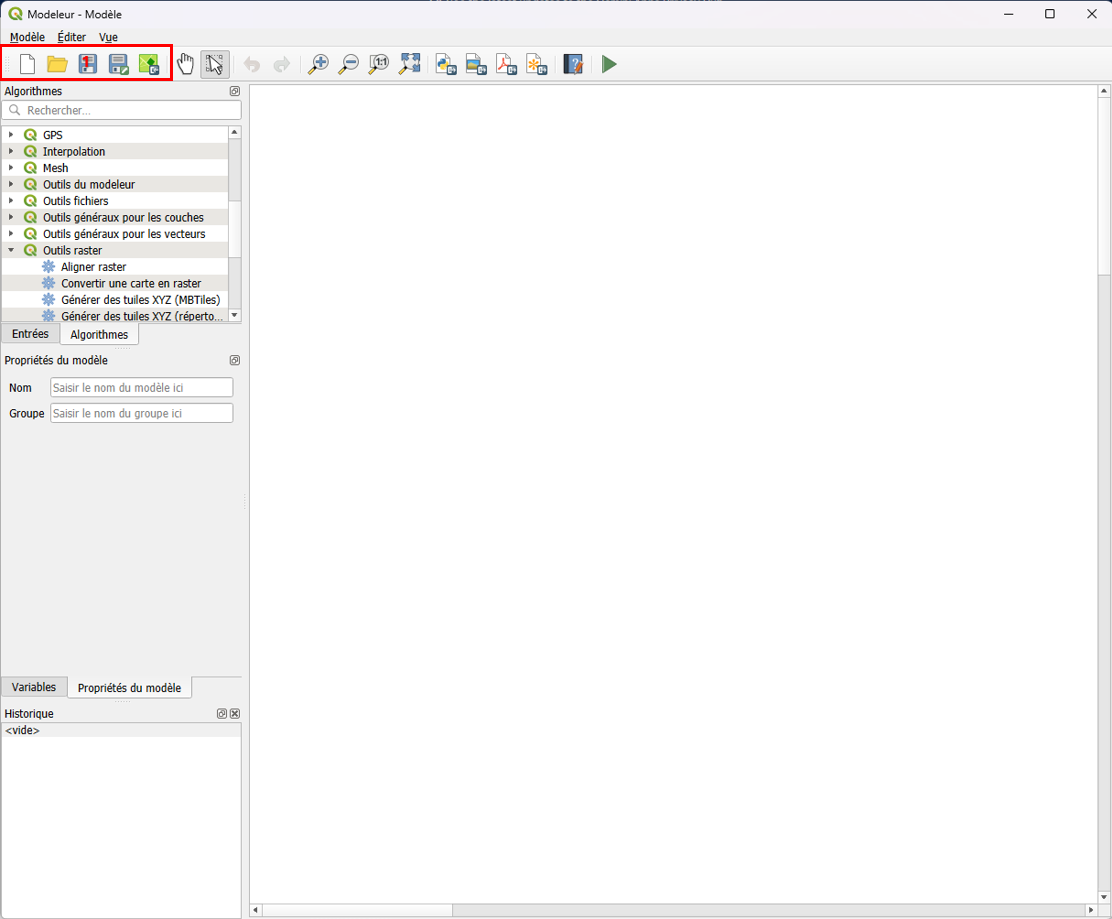 Modeleur - Modèle
Modèle Éditer Vue
1
1:1
Algorithmes
Rechercher...
GPS
Interpolation
Mesh
Outils du modeleur
Outils fichiers
Outils généraux pour les couches
Outils généraux pour les vecteurs
Outils raster
Aligner raster
Convertir une carte en raster
Générer des tuiles XYZ (MBTiles)
Générer des tuiles XYZ (réperto...
Entrées Algorithmes
Propriétés du modèle
Nom Saisir le nom du modèle ici
Groupe Saisir le nom du groupe ici
Variables Propriétés du modèle
Historique
<vide>